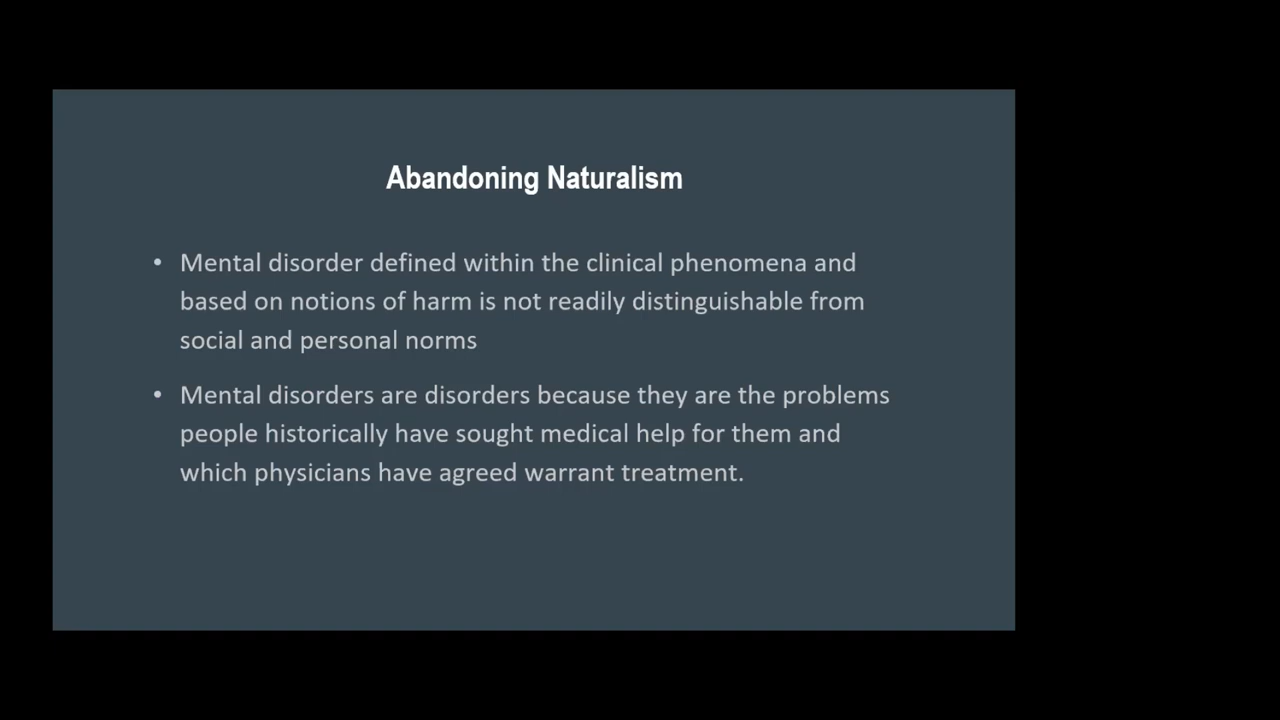 Abandoning Naturalism
• Mental disorder defined within the clinical phenomena and
based on notions of harm is not readily distinguishable from
social and personal norms
• Mental disorders are disorders because they are the problems
people historically have sought medical help for them and
which physicians have agreed warrant treatment.